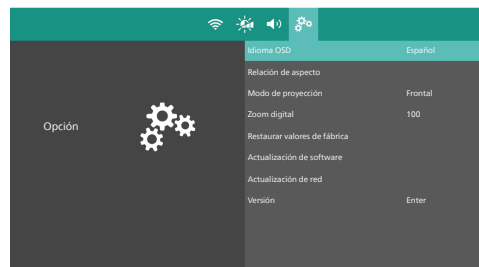 Opción
Idioma OSD Español
Relación de aspecto
Modo de proyección Frontal
Zoom digital 100
Restaurar valores de fábrica
Actualización de software
Actualización de red
Versión Enter